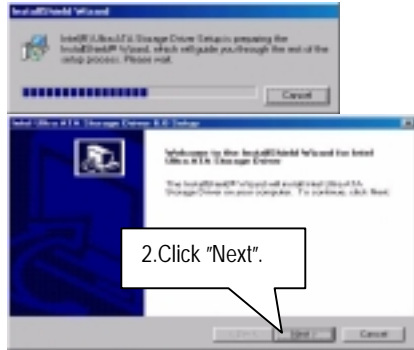 InstallShield Wizard
Intel(R) Ultra ATA Storage Driver Setup is preparing the
InstallShield® Wizard, which will guide you through the rest of the
setup process. Please wait.
Cancel
Intel Ultra ATA Storage Driver 6.0 Setup
Welcome to the InstallShield Wizard for Intel
Ultra ATA Storage Driver
The InstallShield® Wizard will install Intel Ultra ATA
Storage Driver on your computer. To continue, click Next.
2.Click "Next".
Next >
Cancel